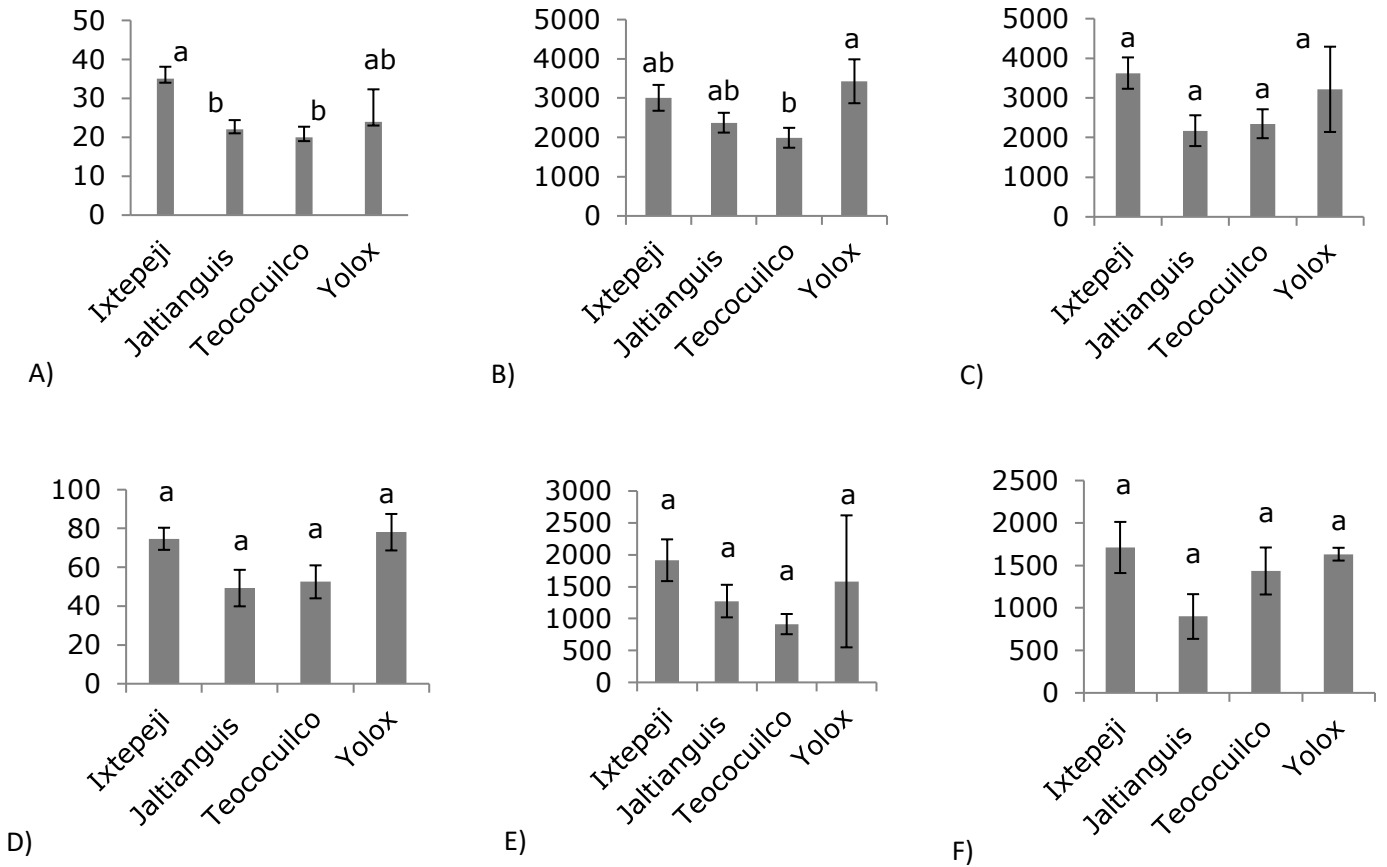 50
40
30
20
10
0
a
b
b
ab
Ixtepeji
Jaltianguis
Teococuilco
Yolox
A)
5000
4000
3000
2000
1000
0
ab
ab
b
a
Ixtepeji
Jaltianguis
Teococuilco
Yolox
B)
5000
4000
3000
2000
1000
0
a
a
a
a
Ixtepeji
Jaltianguis
Teococuilco
Yolox
C)
100
80
60
40
20
0
a
a
a
a
Ixtepeji
Jaltianguis
Teococuilco
Yolox
D)
3000
2500
2000
1500
1000
500
0
a
a
a
a
Ixtepeji
Jaltianguis
Teococuilco
Yolox
E)
2500
2000
1500
1000
500
0
a
a
a
a
Ixtepeji
Jaltianguis
Teococuilco
Yolox
F)